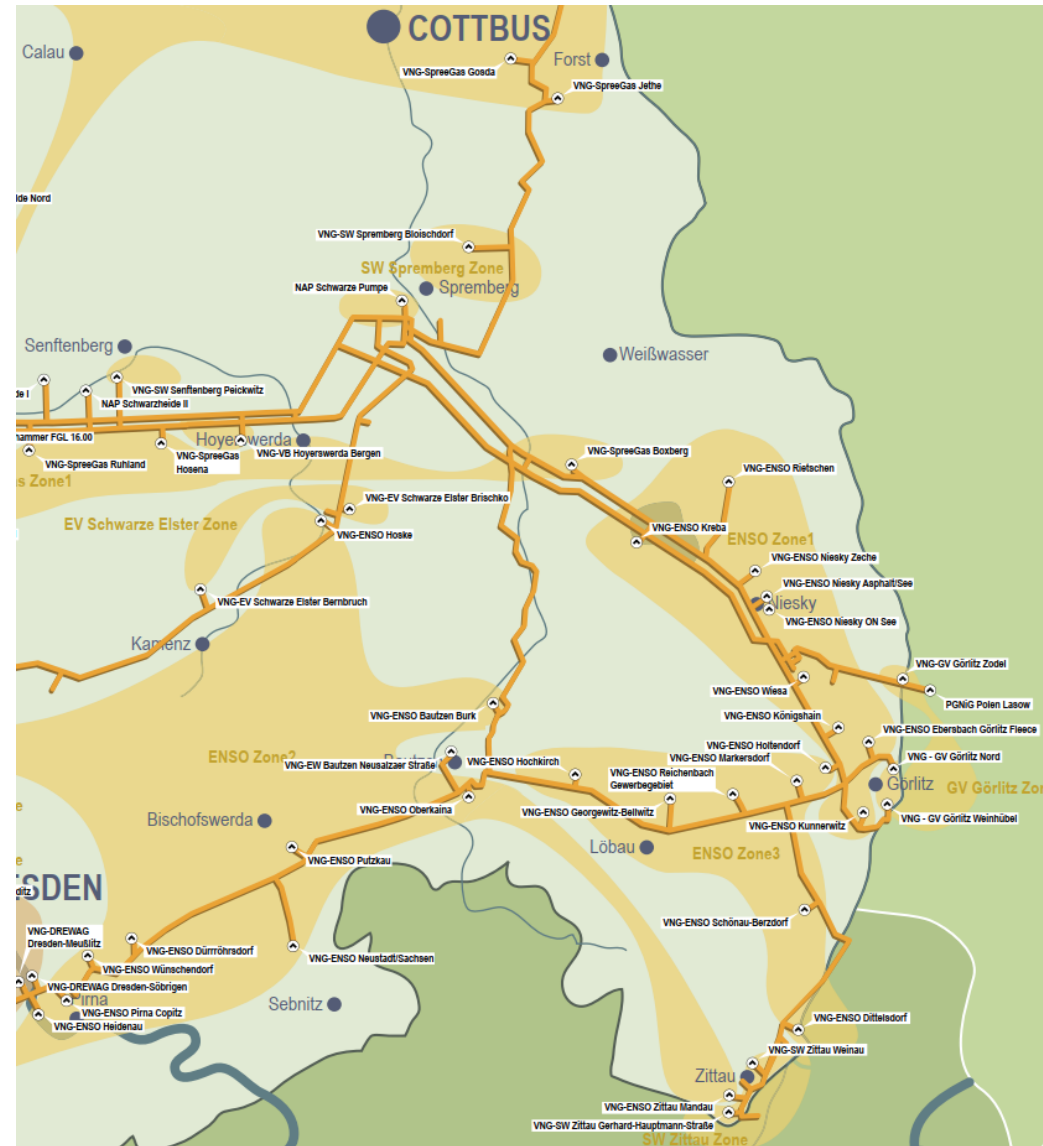 COTTBUS
Calau
Forst
VNG-SpreeGas Gosda
VNG-SpreeGas Jethe
ide Nord
VNG-SW Spremberg Bloischdorf
SW Spremberg Zone
NAP Schwarze Pumpe
Spremberg
Senftenberg
Weißwasser
de I
VNG-SW Senftenberg Peickwitz
NAP Schwarzheide II
hammer FGL 16.00
Hoyerswerda
VNG-SpreeGas Ruhland
VNG-SpreeGas
Hosena
VNG-VB Hoyerswerda Bergen
VNG-SpreeGas Boxberg
VNG-ENSO Rietschen
s Zone1
VNG-EV Schwarze Elster Brischko
EV Schwarze Elster Zone
VNG-ENSO Hoske
VNG-ENSO Kreba
ENSO Zone1
VNG-ENSO Niesky Zeche
VNG-ENSO Niesky Asphalt/See
Niesky
VNG-ENSO Niesky ON See
VNG-EV Schwarze Elster Bernbruch
Kamenz
VNG-GV Görlitz Zodel
VNG-ENSO Wiesa
PGNiG Polen Lasow
VNG-ENSO Bautzen Burk
VNG-ENSO Königshain
VNG-ENSO Ebersbach Görlitz Fleece
ENSO Zone2
VNG-EW Bautzen Neusalzaer Straße
VNG-ENSO Hochkirch
VNG-ENSO Holtendorf
VNG-ENSO Markersdorf
VNG - GV Görlitz Nord
VNG-ENSO Reichenbach
Gewerbegebiet
Görlitz
GV Görlitz Zon
VNG-ENSO Oberkaina
VNG-ENSO Georgewitz-Bellwitz
VNG-ENSO Kunnerwitz
VNG - GV Görlitz Weinhübel
Bischofswerda
Löbau
ENSO Zone3
VNG-ENSO Putzkau
e
e
ESDEN
ditz
VNG-ENSO Schönau-Berzdorf
VNG-DREWAG
Dresden-Meußlitz
VNG-ENSO Dürrröhrsdorf
VNG-ENSO Neustadt/Sachsen
VNG-ENSO Wünschendorf
VNG-DREWAG Dresden-Söbrigen
Pirna
VNG-ENSO Pirna Copitz
VNG-ENSO Heidenau
Sebnitz
VNG-ENSO Dittelsdorf
VNG-SW Zittau Weinau
Zittau
VNG-ENSO Zittau Mandau
VNG-SW Zittau Gerhard-Hauptmann-Straße
SW Zittau Zone